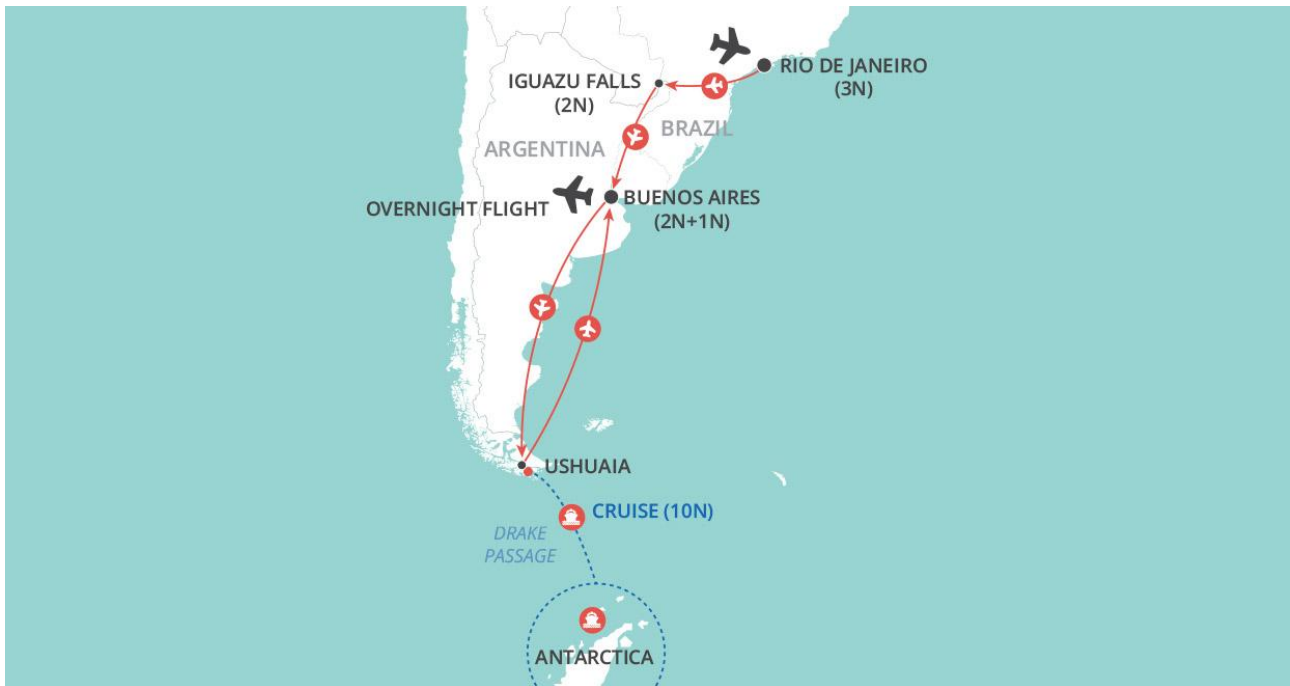 RIO DE JANEIRO
(3N)
IGUAZU FALLS
(2N)
BRAZIL
ARGENTINA
OVERNIGHT FLIGHT
BUENOS AIRES
(2N+1N)
USHUAIA
CRUISE (10N)
DRAKE
PASSAGE
ANTARCTICA